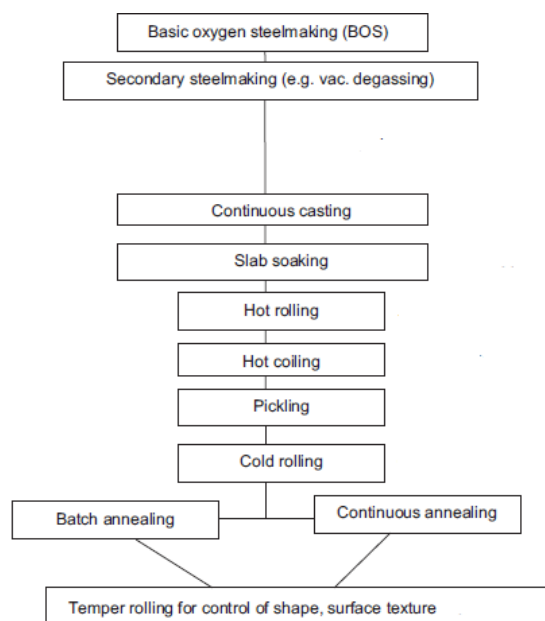 Basic oxygen steelmaking (BOS)
Secondary steelmaking (e.g. vac. degassing)
Continuous casting
Slab soaking
Hot rolling
Hot coiling
Pickling
Cold rolling
Batch annealing
Continuous annealing
Temper rolling for control of shape, surface texture